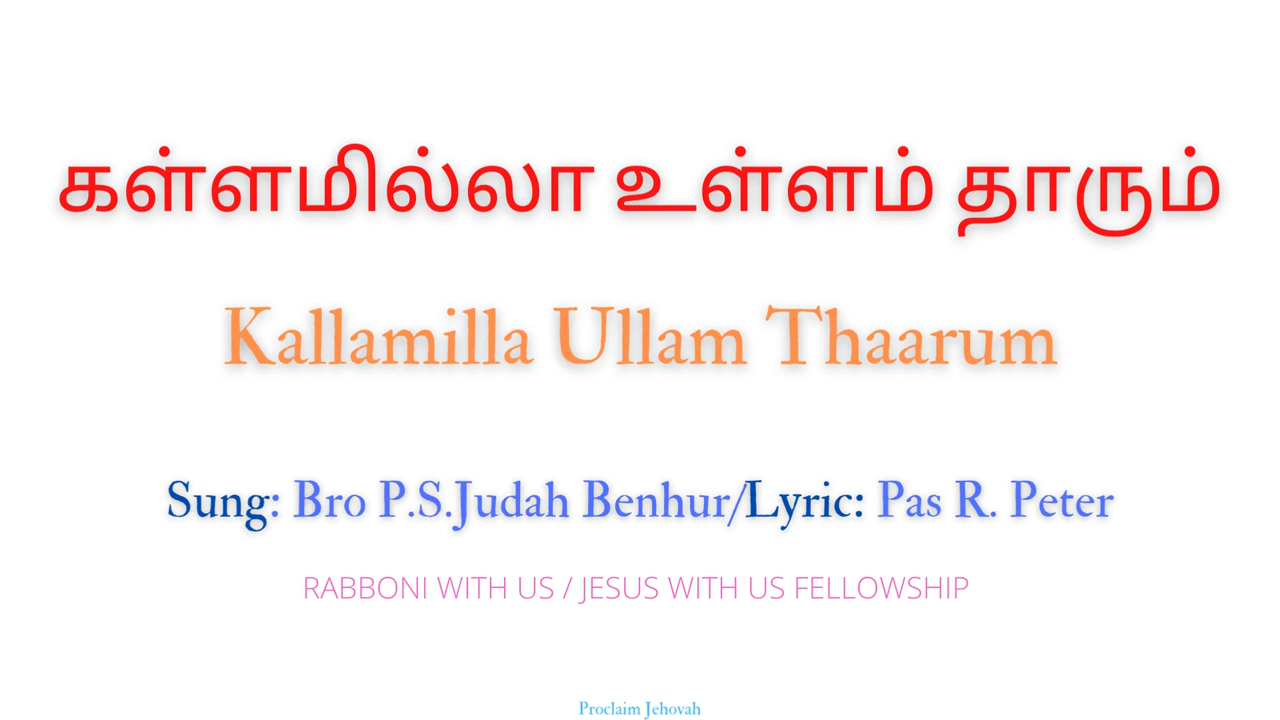 கள்ளமில்லா உள்ளம் தாரும்
Kallamilla Ullam Thaarum
Sung: Bro P.S.Judah Benhur/Lyric: Pas R. Peter
RABBONI WITH US / JESUS WITH US FELLOWSHIP
Proclaim Jehovah